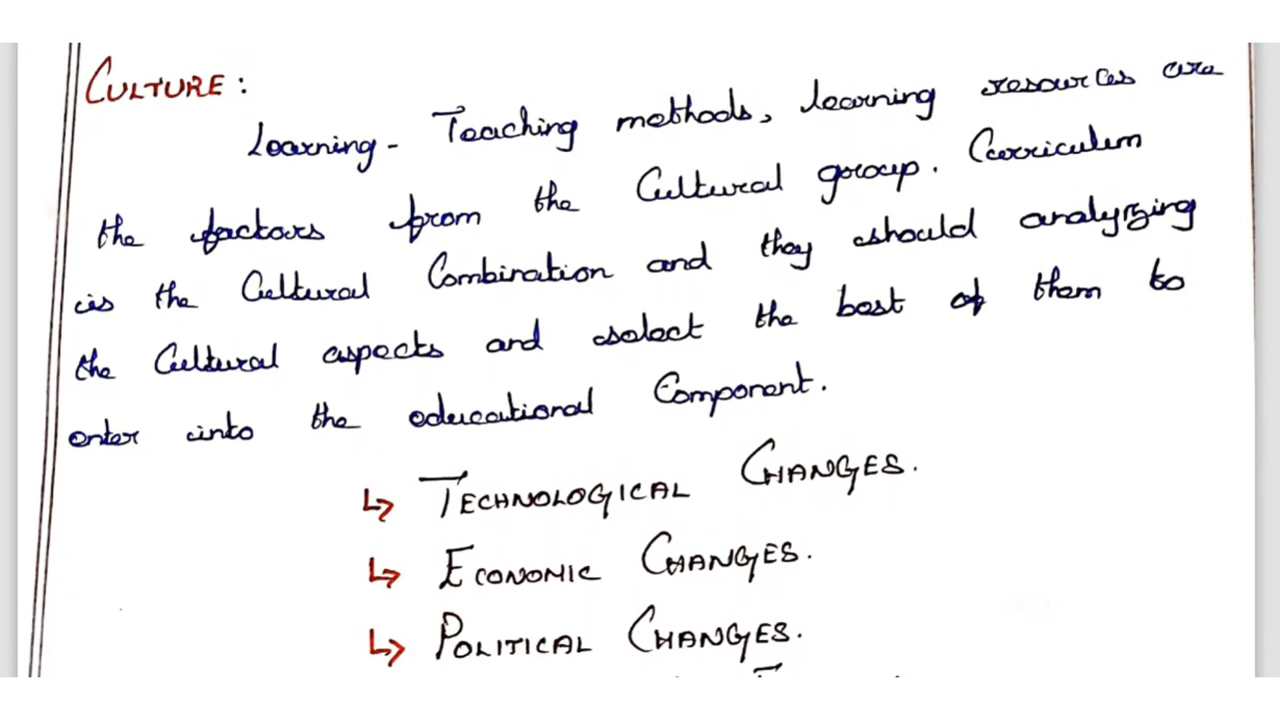 CULTURE :
Learning - Teaching methods, learning resources are
the factors from the Cultural group. Curriculum
is the Cultural Combination and they should analyzing
the Cultural aspects and select the best of them to
enter into the educational Component.
↳ TECHNOLOGICAL CHANGES.
↳ ECONOMIC CHANGES.
↳ POLITICAL CHANGES.